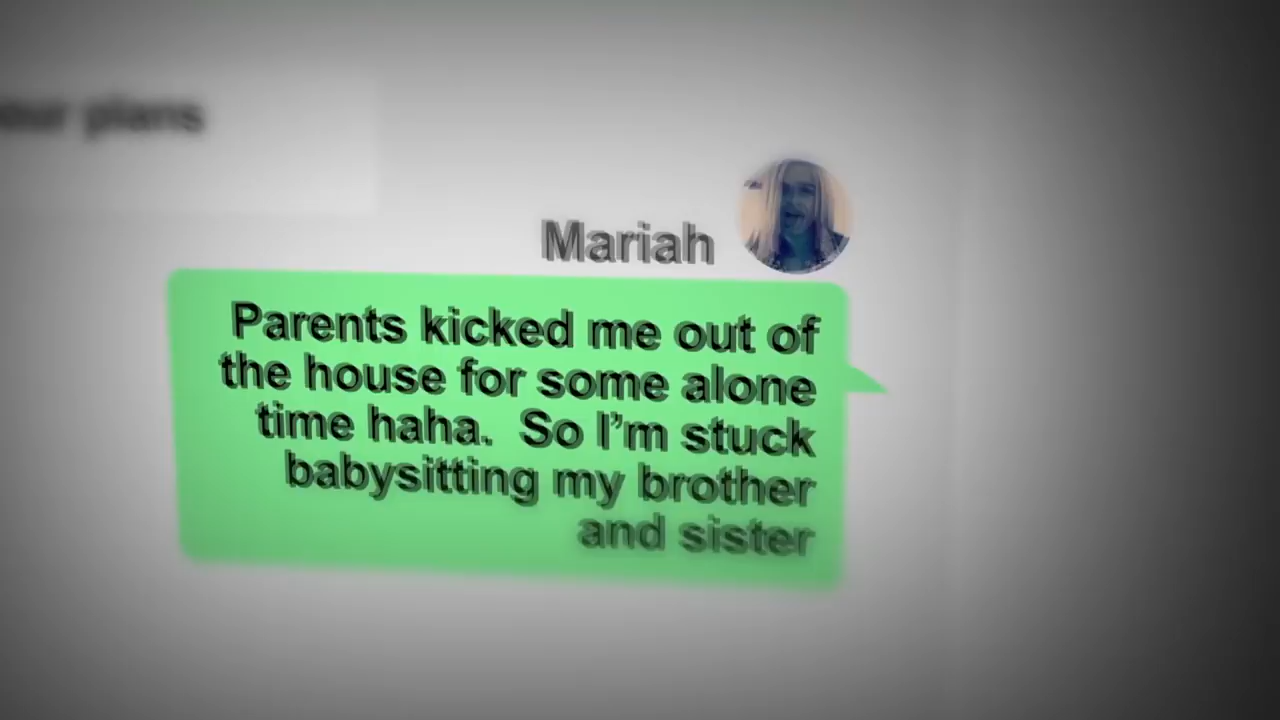 plans
Mariah
Parents kicked me out of
the house for some alone
time haha.  So I'm stuck
babysitting my brother
and sister